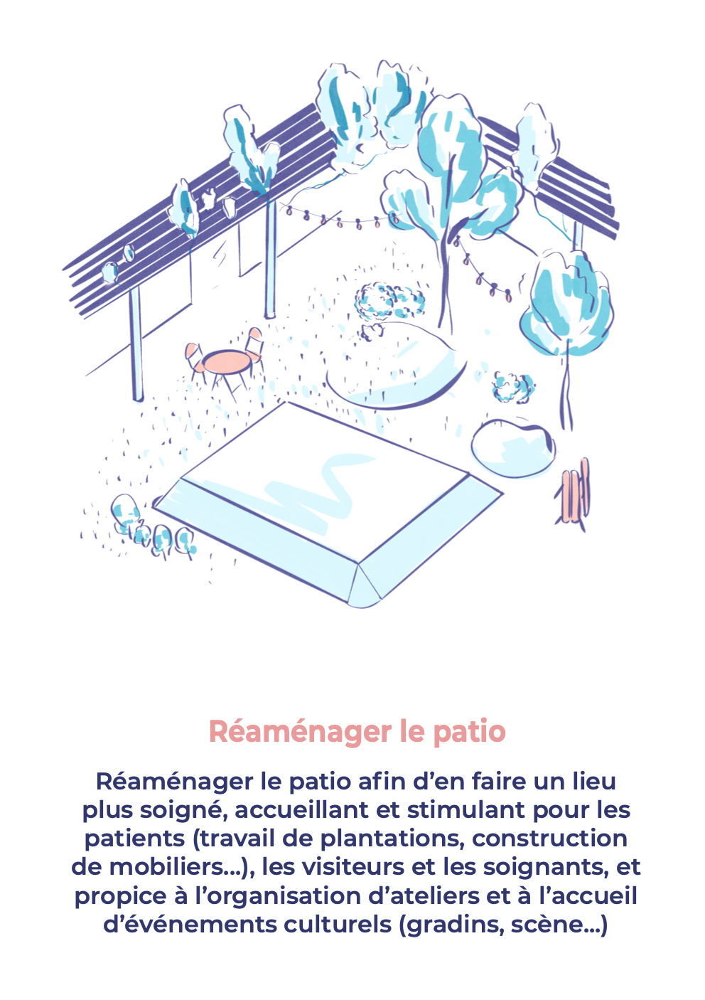 Réaménager le patio
Réaménager le patio afin d’en faire un lieu
plus soigné, accueillant et stimulant pour les
patients (travail de plantations, construction
de mobiliers...), les visiteurs et les soignants, et
propice à l’organisation d’ateliers et à l’accueil
d’événements culturels (gradins, scène...)